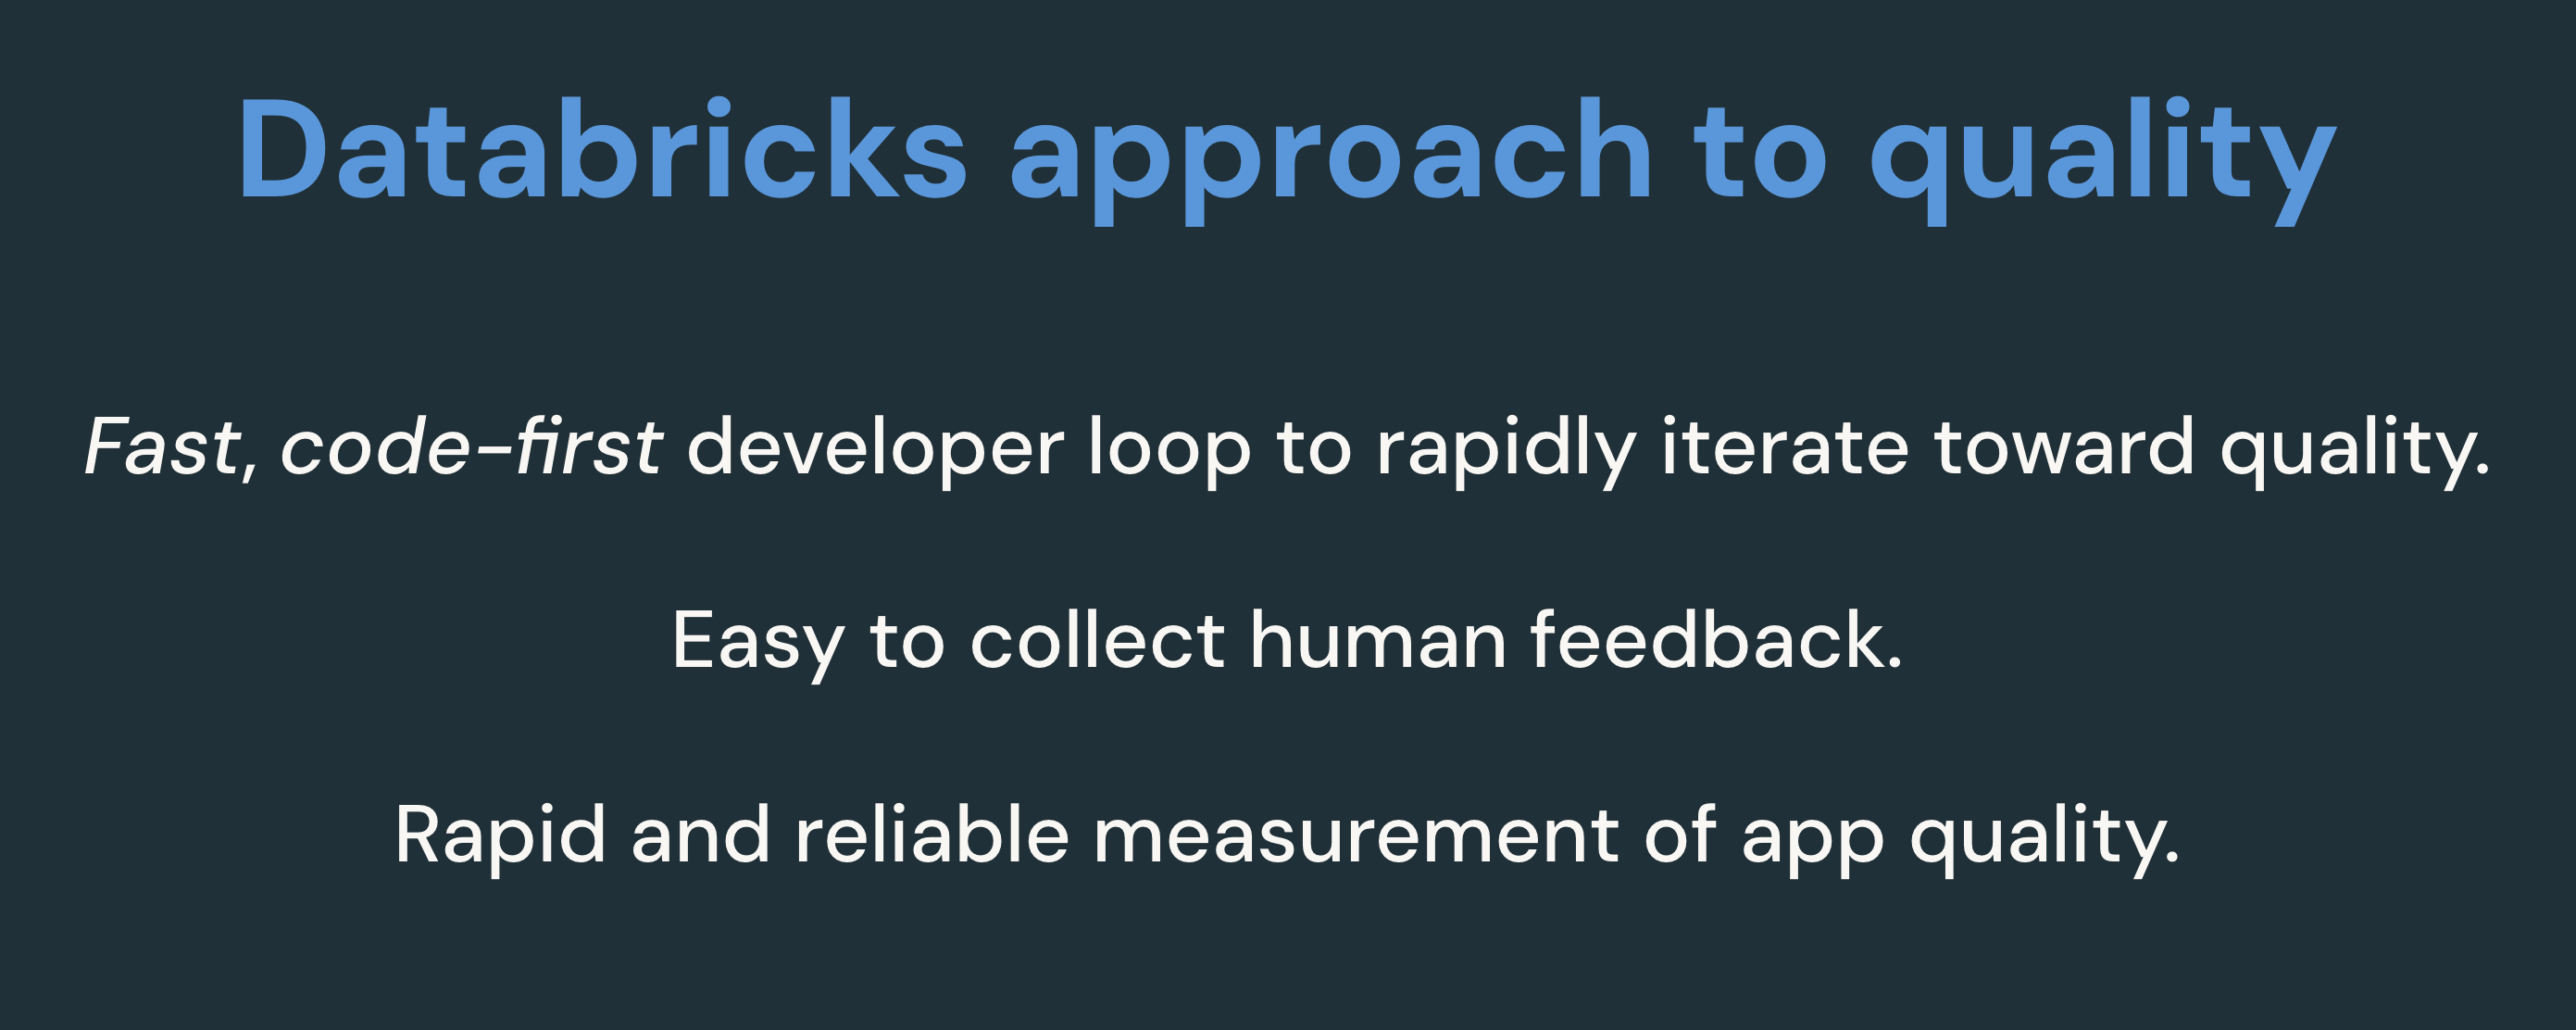 Databricks approach to quality
Fast, code-first developer loop to rapidly iterate toward quality.
Easy to collect human feedback.
Rapid and reliable measurement of app quality.